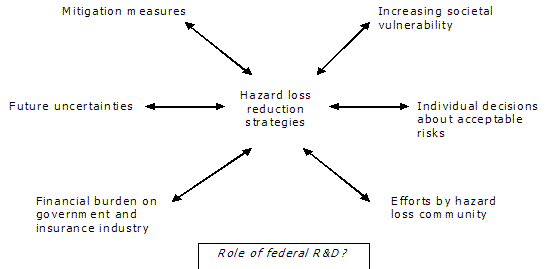 Mitigation measures
Increasing societal
vulnerability
Hazard loss
reduction
strategies
Future uncertainties
Individual decisions
about acceptable
risks
Financial burden on
government and
insurance industry
Efforts by hazard
loss community
Role of federal R&D?